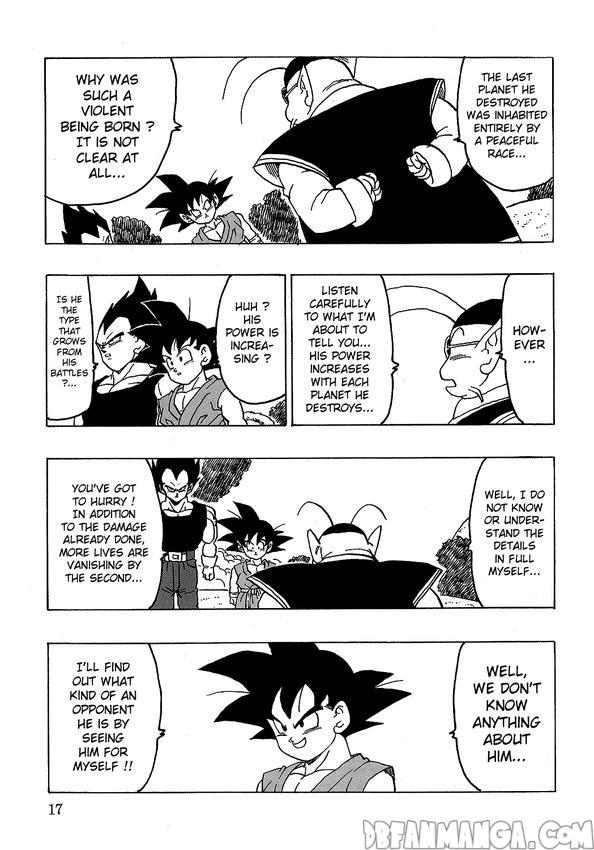 THE LAST
PLANET HE
DESTROYED
WAS INHABITED
ENTIRELY BY
A PEACEFUL
RACE...
WHY WAS
SUCH A
VIOLENT
BEING BORN ?
IT IS NOT
CLEAR AT
ALL...
HOW-
EVER
...
LISTEN
CAREFULLY
TO WHAT I'M
ABOUT TO
TELL YOU...
HIS POWER
INCREASES
WITH EACH
PLANET HE
DESTROYS...
HUH ?
HIS
POWER IS
INCREA-
SING ?
IS HE
THE
TYPE
THAT
GROWS
FROM
HIS
BATTLES
?...
WELL, I DO
NOT KNOW
OR UNDER-
STAND THE
DETAILS
IN FULL
MYSELF...
YOU'VE GOT
TO HURRY !
IN ADDITION
TO THE DAMAGE
ALREADY DONE,
MORE LIVES ARE
VANISHING BY
THE SECOND...
WELL,
WE DON'T
KNOW
ANYTHING
ABOUT
HIM...
I'LL FIND
OUT WHAT
KIND OF AN
OPPONENT
HE IS BY
SEEING
HIM FOR
MYSELF !!
17
DBFANMANGA.COM